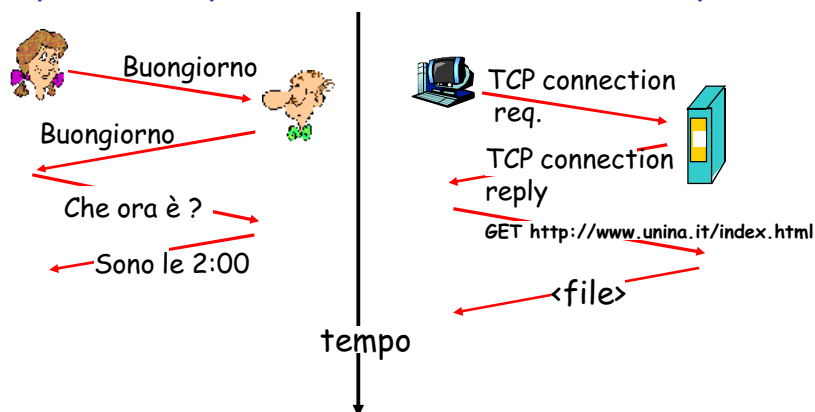 Buongiorno
Buongiorno
Che ora è ?
Sono le 2:00
TCP connection
req.
TCP connection
reply
GET http://www.unina.it/index.html
<file>
tempo